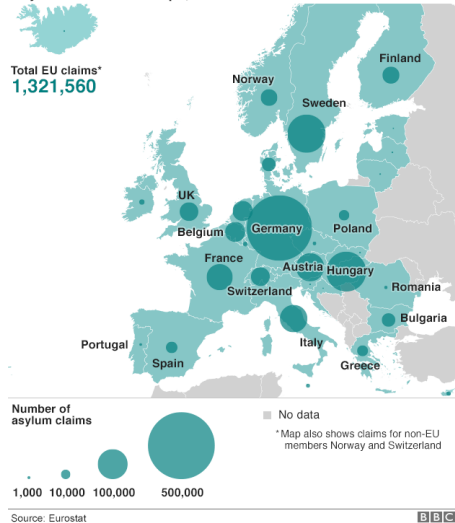 Total EU claims*
1,321,560
Finland
Norway
Sweden
UK
Belgium
Germany
Poland
France
Austria
Hungary
Switzerland
Romania
Bulgaria
Italy
Portugal
Spain
Greece
Number of
asylum claims
1,000
10,000
100,000
500,000
No data
*Map also shows claims for non-EU
members Norway and Switzerland
Source: Eurostat
BBC